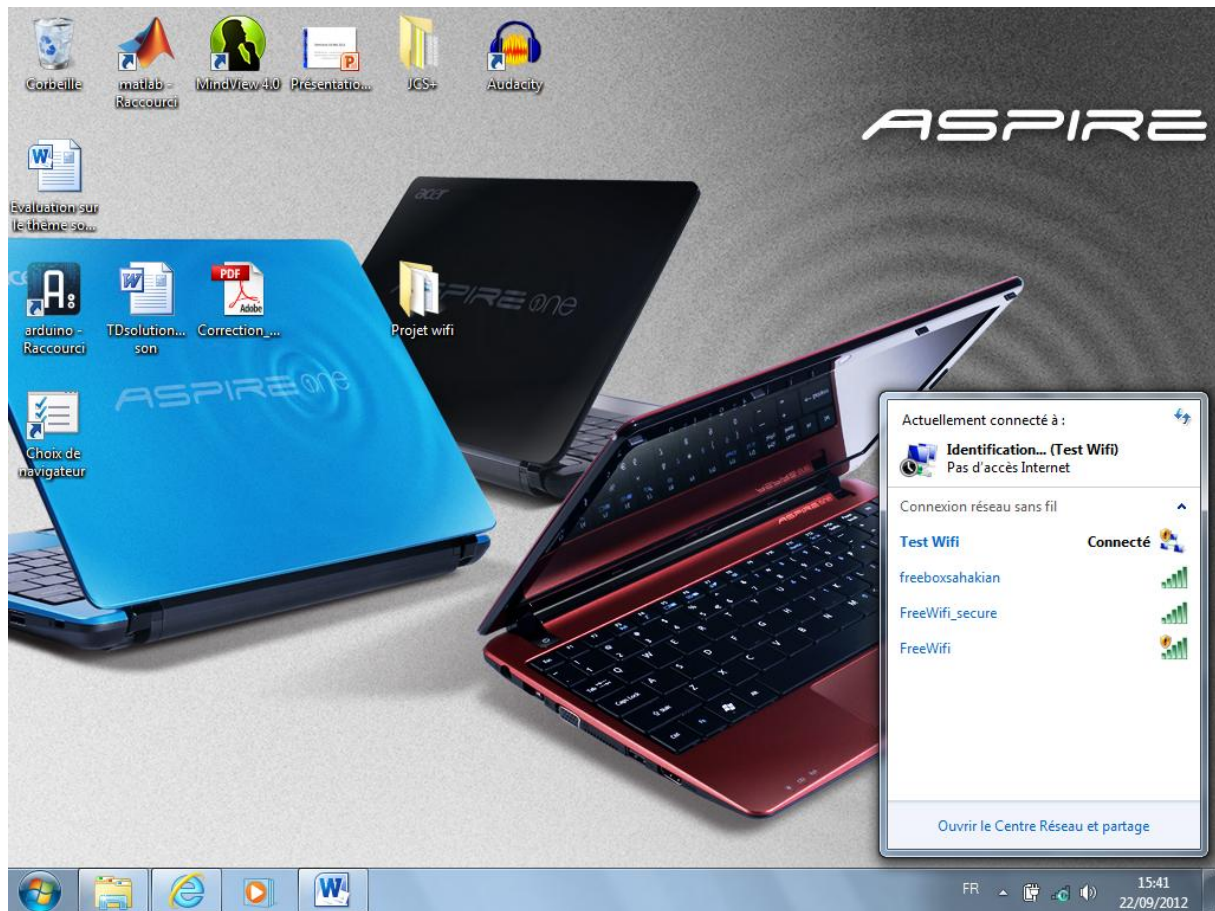 Corbeille
matlab -
Raccourci
MindView 4.0
Présentatio...
JGS+
Audacity
ASPIRE
Evaluation sur
le thème so...
acer
ASPIRE one
arduino -
Raccourci
TDsolution...
son
PDF
Adobe
Correction_...
Projet wifi
ASPIRE one
Choix de
navigateur
Actuellement connecté à :
Identification... (Test Wifi)
Pas d'accès Internet
Connexion réseau sans fil
Test Wifi Connecté
freeboxsahakian
FreeWifi_secure
FreeWifi
Ouvrir le Centre Réseau et partage
FR
15:41
22/09/2012